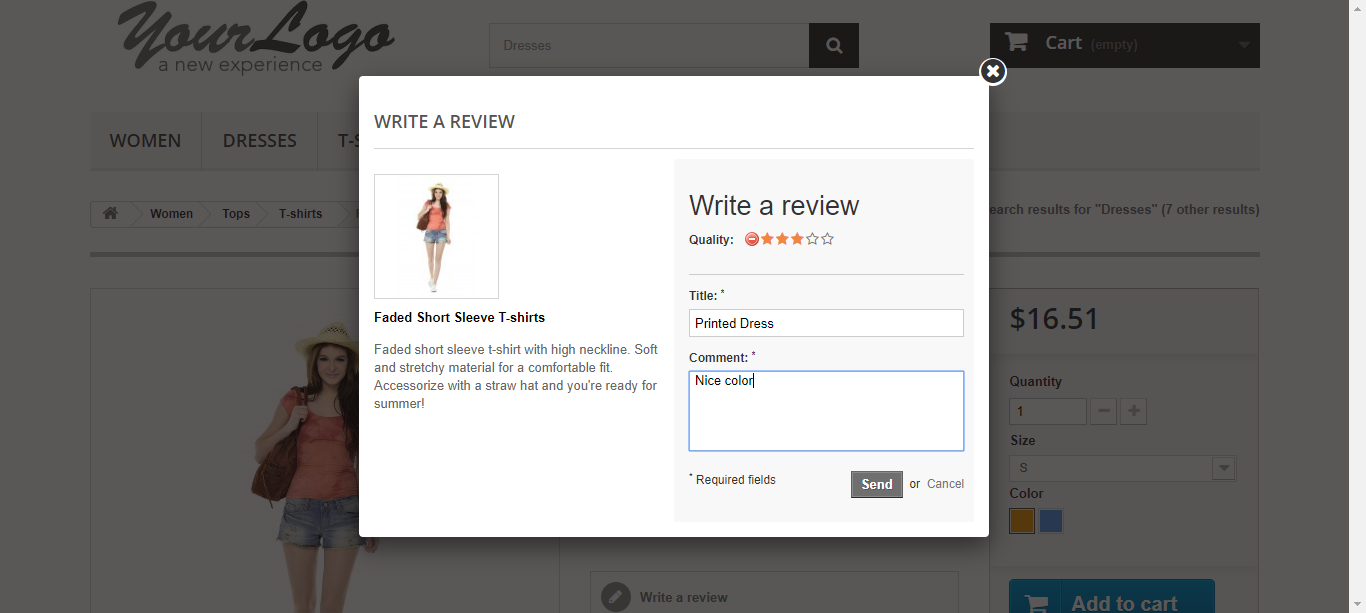 YourLogo
a new experience
Dresses
Cart (empty)
WOMEN
DRESSES
T-S
Women
Tops
T-shirts
earch results for "Dresses" (7 other results)
WRITE A REVIEW
Faded Short Sleeve T-shirts
Faded short sleeve t-shirt with high neckline. Soft
and stretchy material for a comfortable fit.
Accessorize with a straw hat and you're ready for
summer!
Write a review
Quality:
Title: *
Printed Dress
Comment: *
Nice color
* Required fields
Send or Cancel
$16.51
Quantity
1
Size
S
Color
Add to cart
Write a review